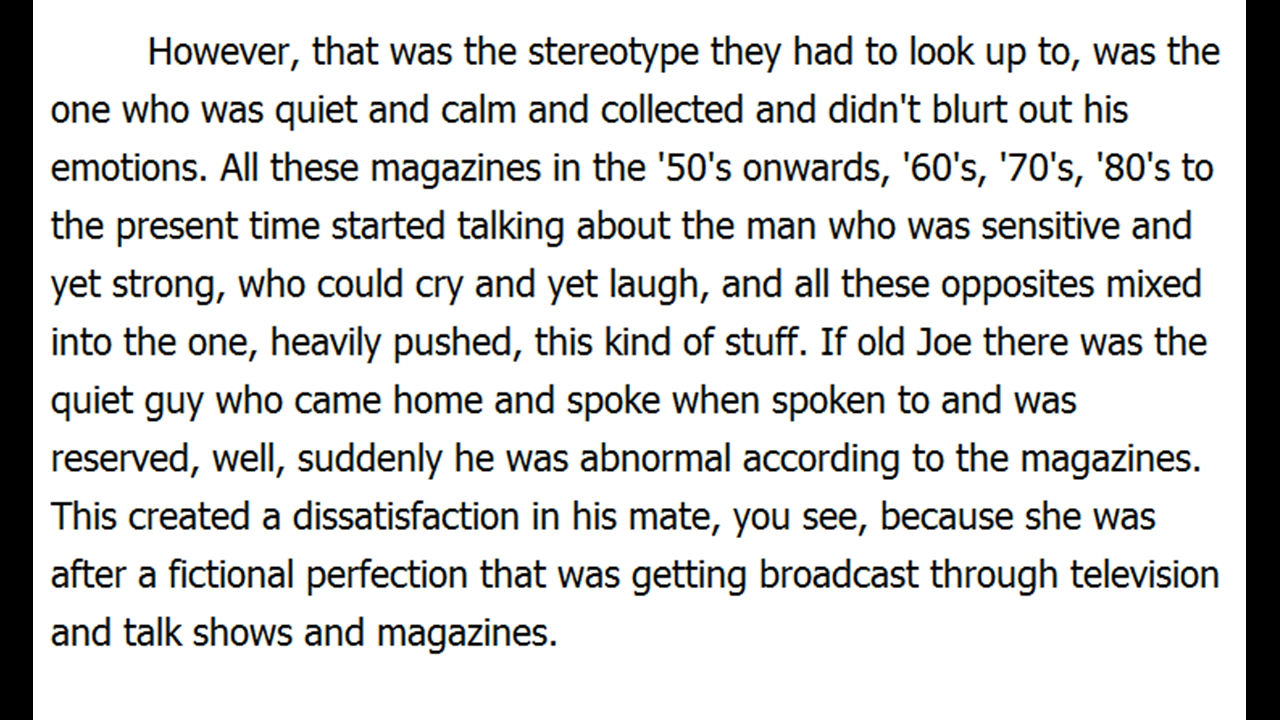 However, that was the stereotype they had to look up to, was the
one who was quiet and calm and collected and didn't blurt out his
emotions. All these magazines in the '50's onwards, '60's, '70's, '80's to
the present time started talking about the man who was sensitive and
yet strong, who could cry and yet laugh, and all these opposites mixed
into the one, heavily pushed, this kind of stuff. If old Joe there was the
quiet guy who came home and spoke when spoken to and was
reserved, well, suddenly he was abnormal according to the magazines.
This created a dissatisfaction in his mate, you see, because she was
after a fictional perfection that was getting broadcast through television
and talk shows and magazines.